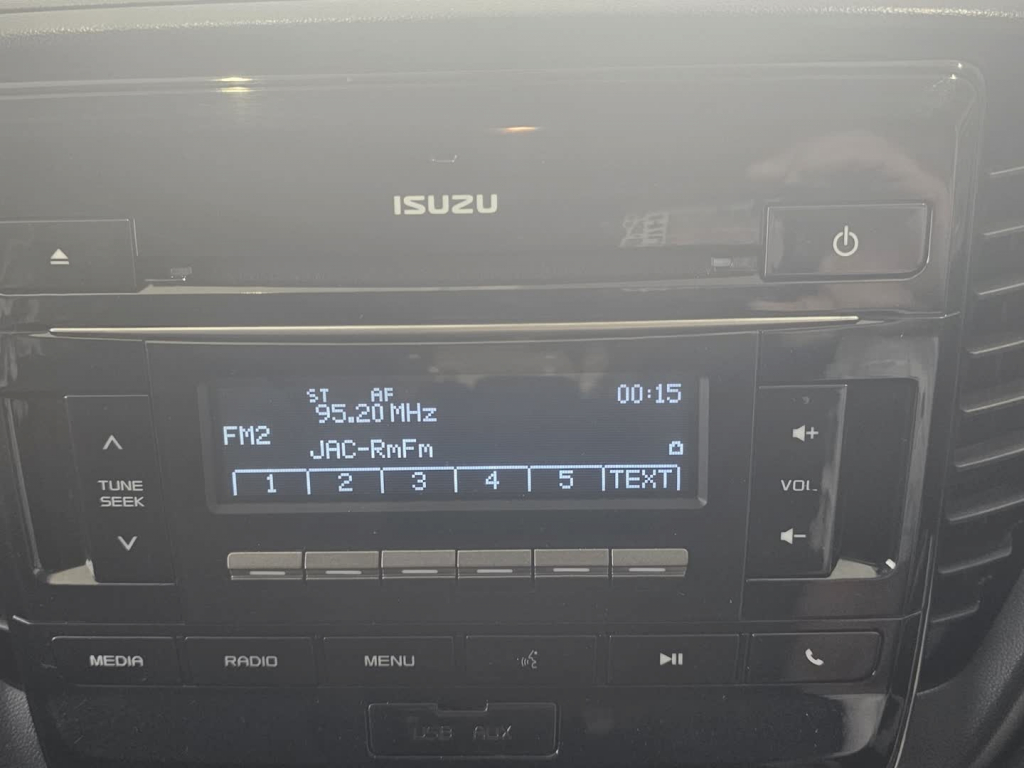 ISUZU
ST AF 00:15
95.20 MHz
FM2
JAC-RmFm
1 2 3 4 5 TEXT
TUNE
SEEK
VOL
MEDIA RADIO MENU
USB AUX